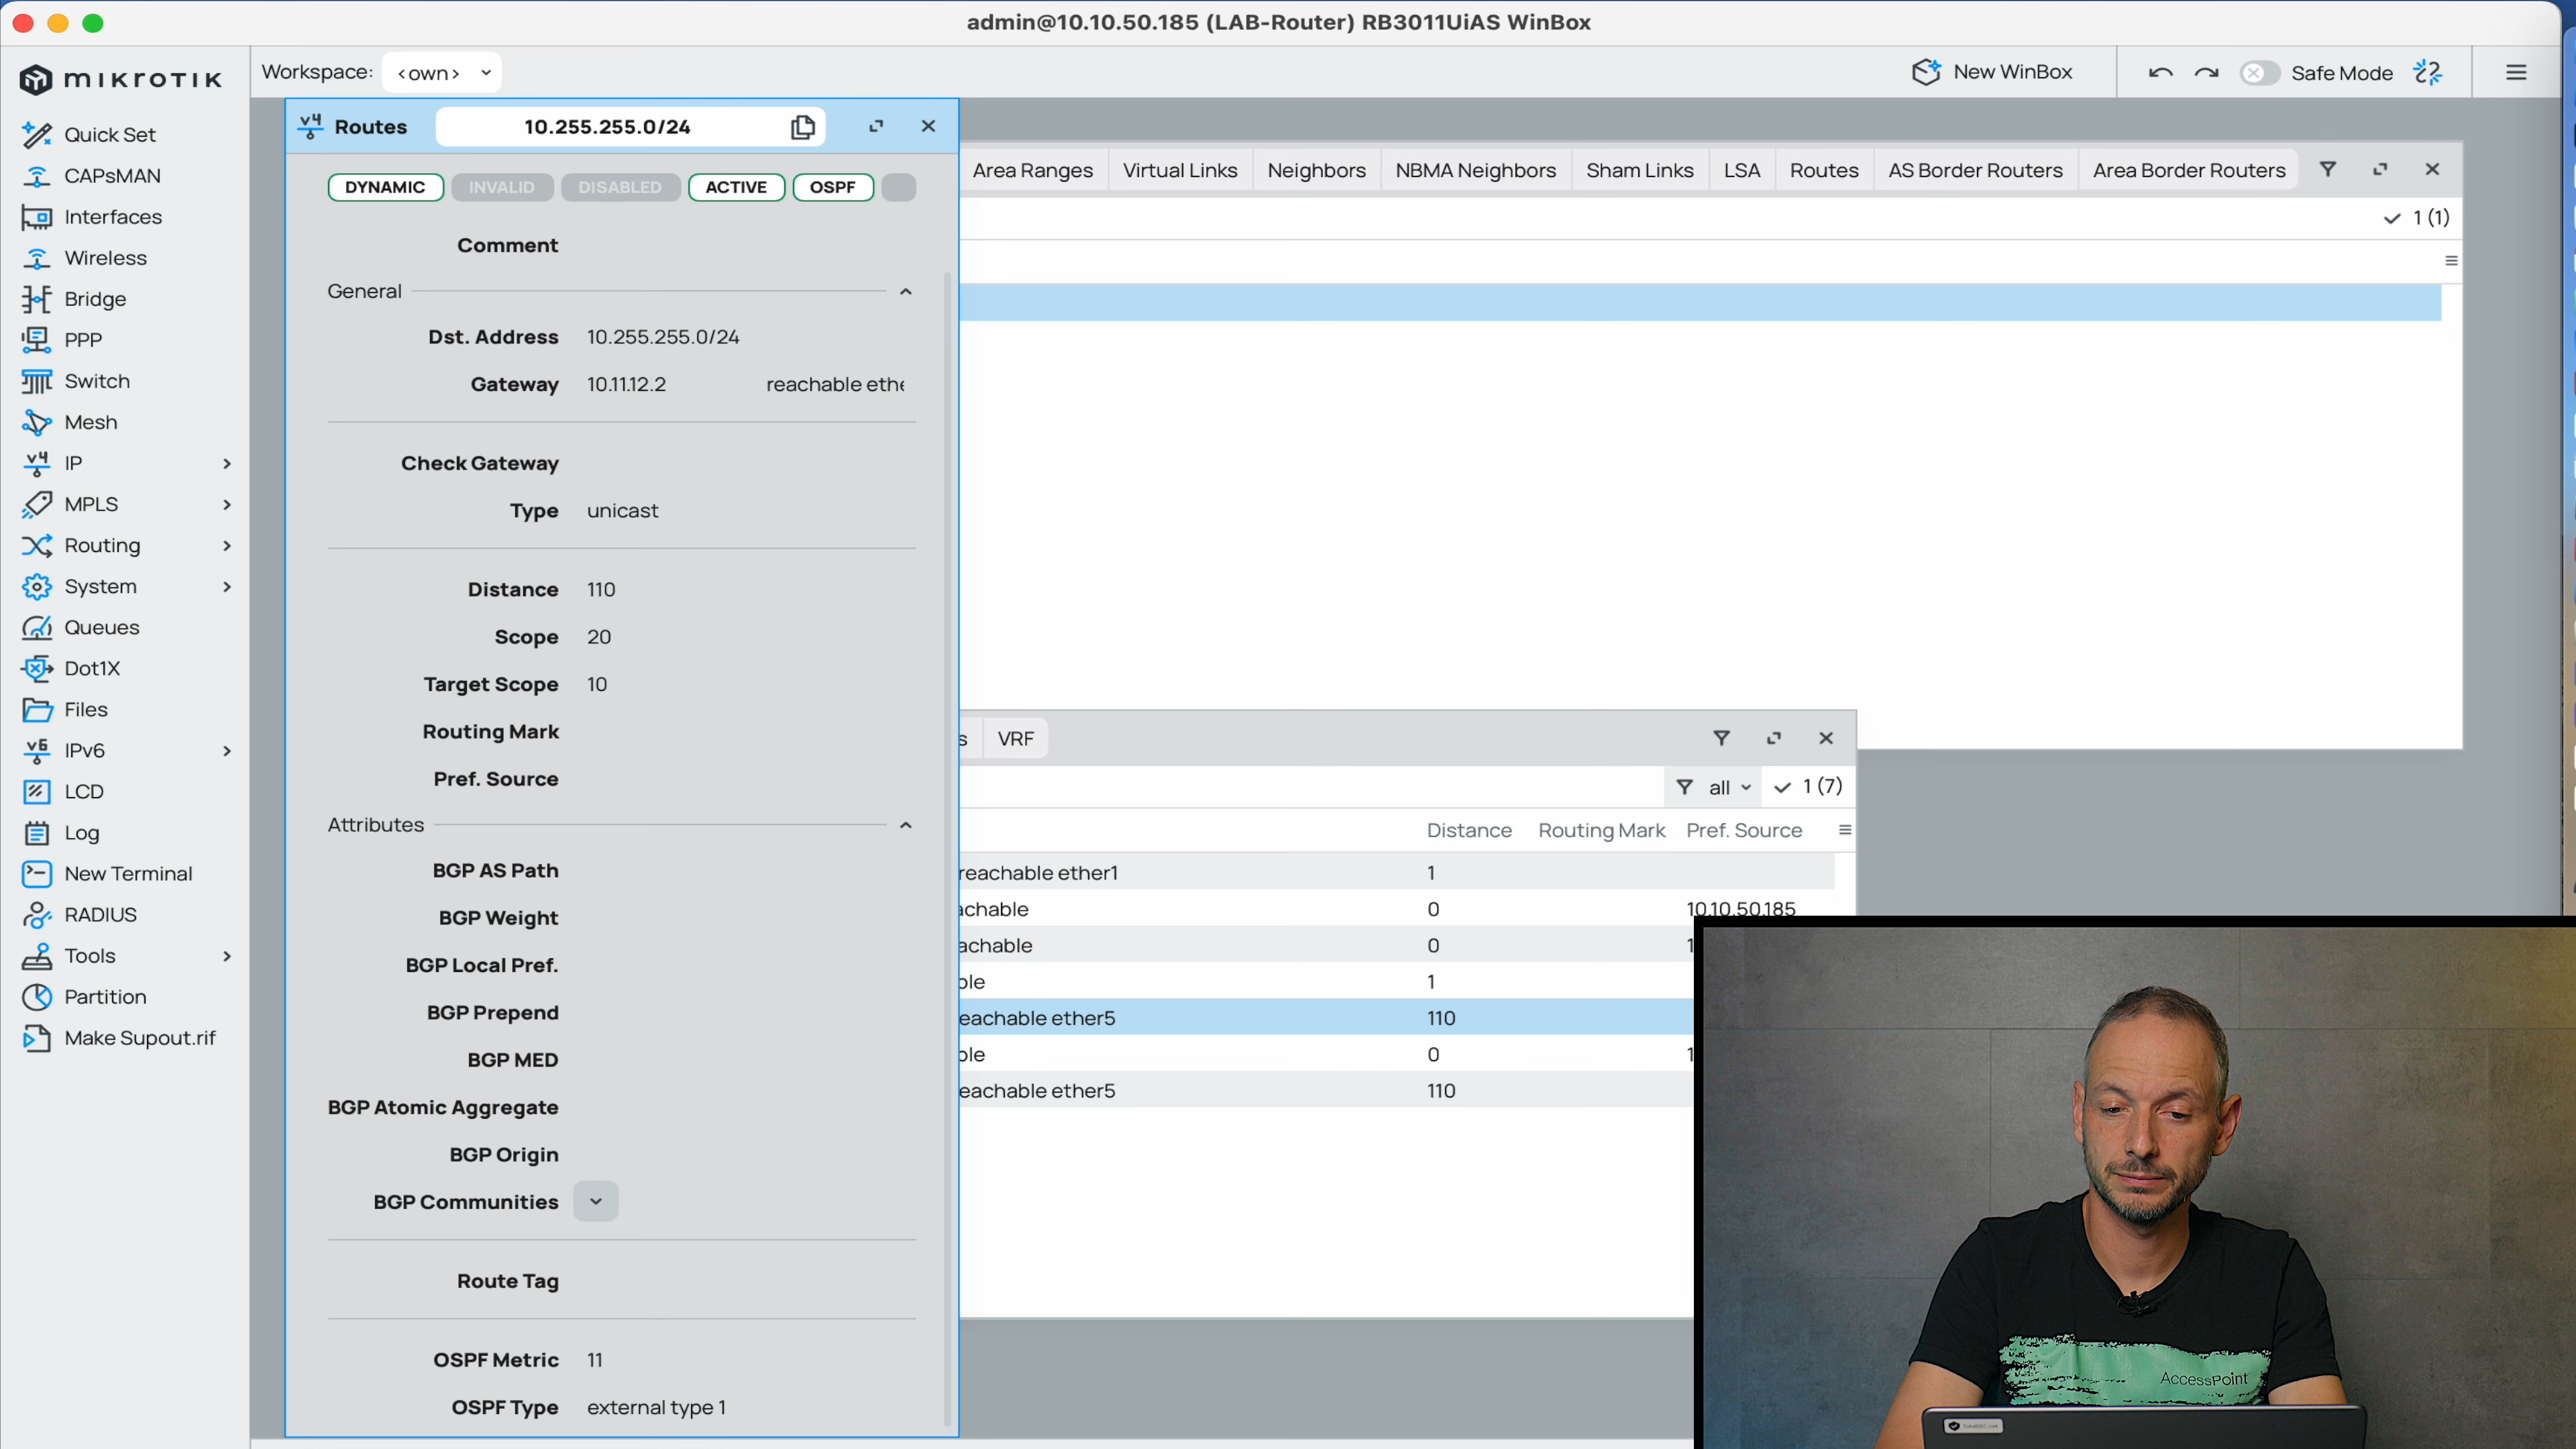 admin@10.10.50.185 (LAB-Router) RB3011UiAS WinBox
mikrotik
Workspace: <own>
New WinBox
Safe Mode
Quick Set
CAPsMAN
Interfaces
Wireless
Bridge
PPP
Switch
Mesh
IP
MPLS
Routing
System
Queues
Dot1X
Files
IPv6
LCD
Log
New Terminal
RADIUS
Tools
Partition
Make Supout.rif
Routes 10.255.255.0/24
DYNAMIC INVALID DISABLED ACTIVE OSPF
Comment
General
Dst. Address 10.255.255.0/24
Gateway 10.11.12.2 reachable ethe
Check Gateway
Type unicast
Distance 110
Scope 20
Target Scope 10
Routing Mark
Pref. Source
Attributes
BGP AS Path
BGP Weight
BGP Local Pref.
BGP Prepend
BGP MED
BGP Atomic Aggregate
BGP Origin
BGP Communities
Route Tag
OSPF Metric 11
OSPF Type external type 1
Area Ranges Virtual Links Neighbors NBMA Neighbors Sham Links LSA Routes AS Border Routers Area Border Routers
1 (1)
s VRF
all 1 (7)
Distance Routing Mark Pref. Source
reachable ether1 1
achable 0 10.10.50.185
achable 0 1
ble 1
eachable ether5 110
ble 0 1
eachable ether5 110
AccessPoint